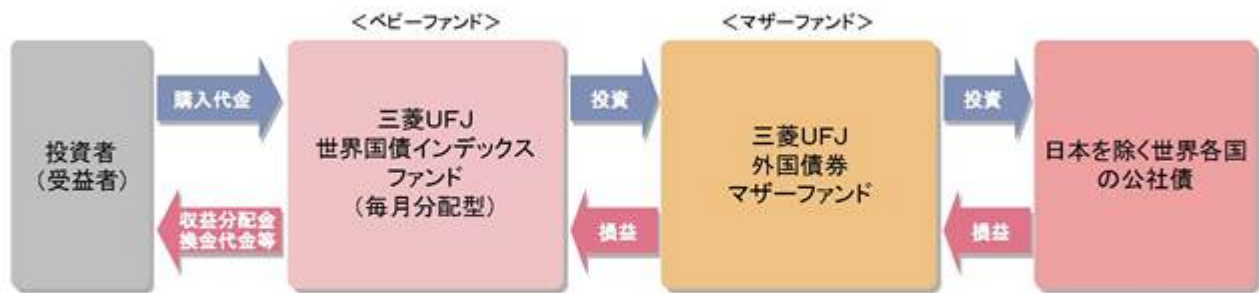 <ベビーファンド>
<マザーファンド>
投資者
(受益者)
購入代金
収益分配金
換金代金等
三菱UFJ
世界国債インデックス
ファンド
(毎月分配型)
投資
損益
三菱UFJ
外国債券
マザーファンド
投資
損益
日本を除く世界各国
の公社債